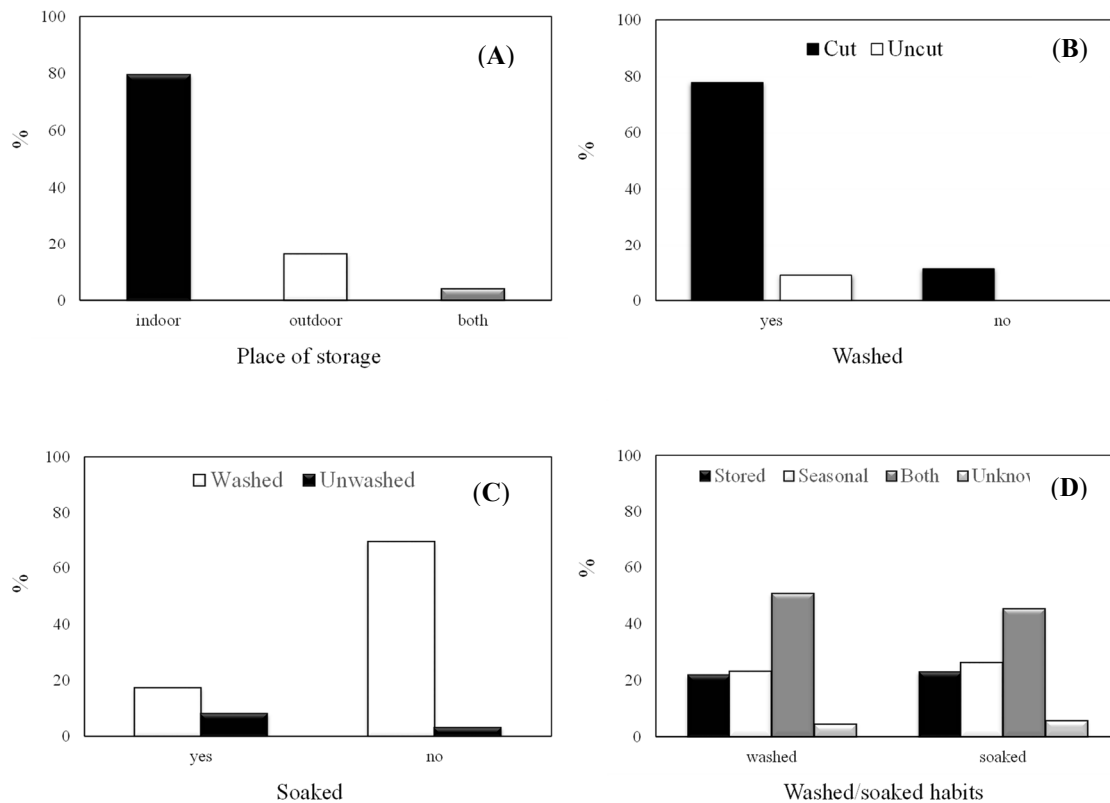 (A)
%
100
80
60
40
20
0
indoor outdoor both
Place of storage
(B)
Cut Uncut
%
100
80
60
40
20
0
yes no
Washed
(C)
Washed Unwashed
%
100
80
60
40
20
0
yes no
Soaked
(D)
Stored Seasonal Both Unknov
%
100
80
60
40
20
0
washed soaked
Washed/soaked habits